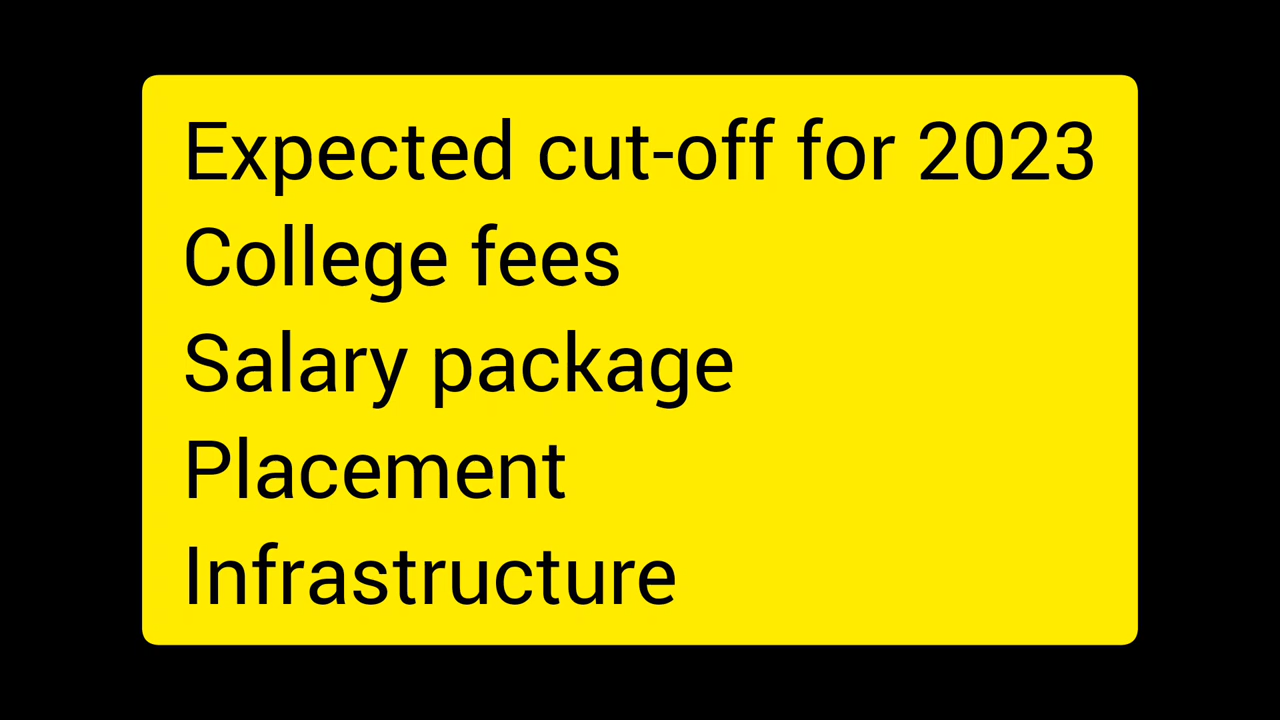 Expected cut-off for 2023
College fees
Salary package
Placement
Infrastructure